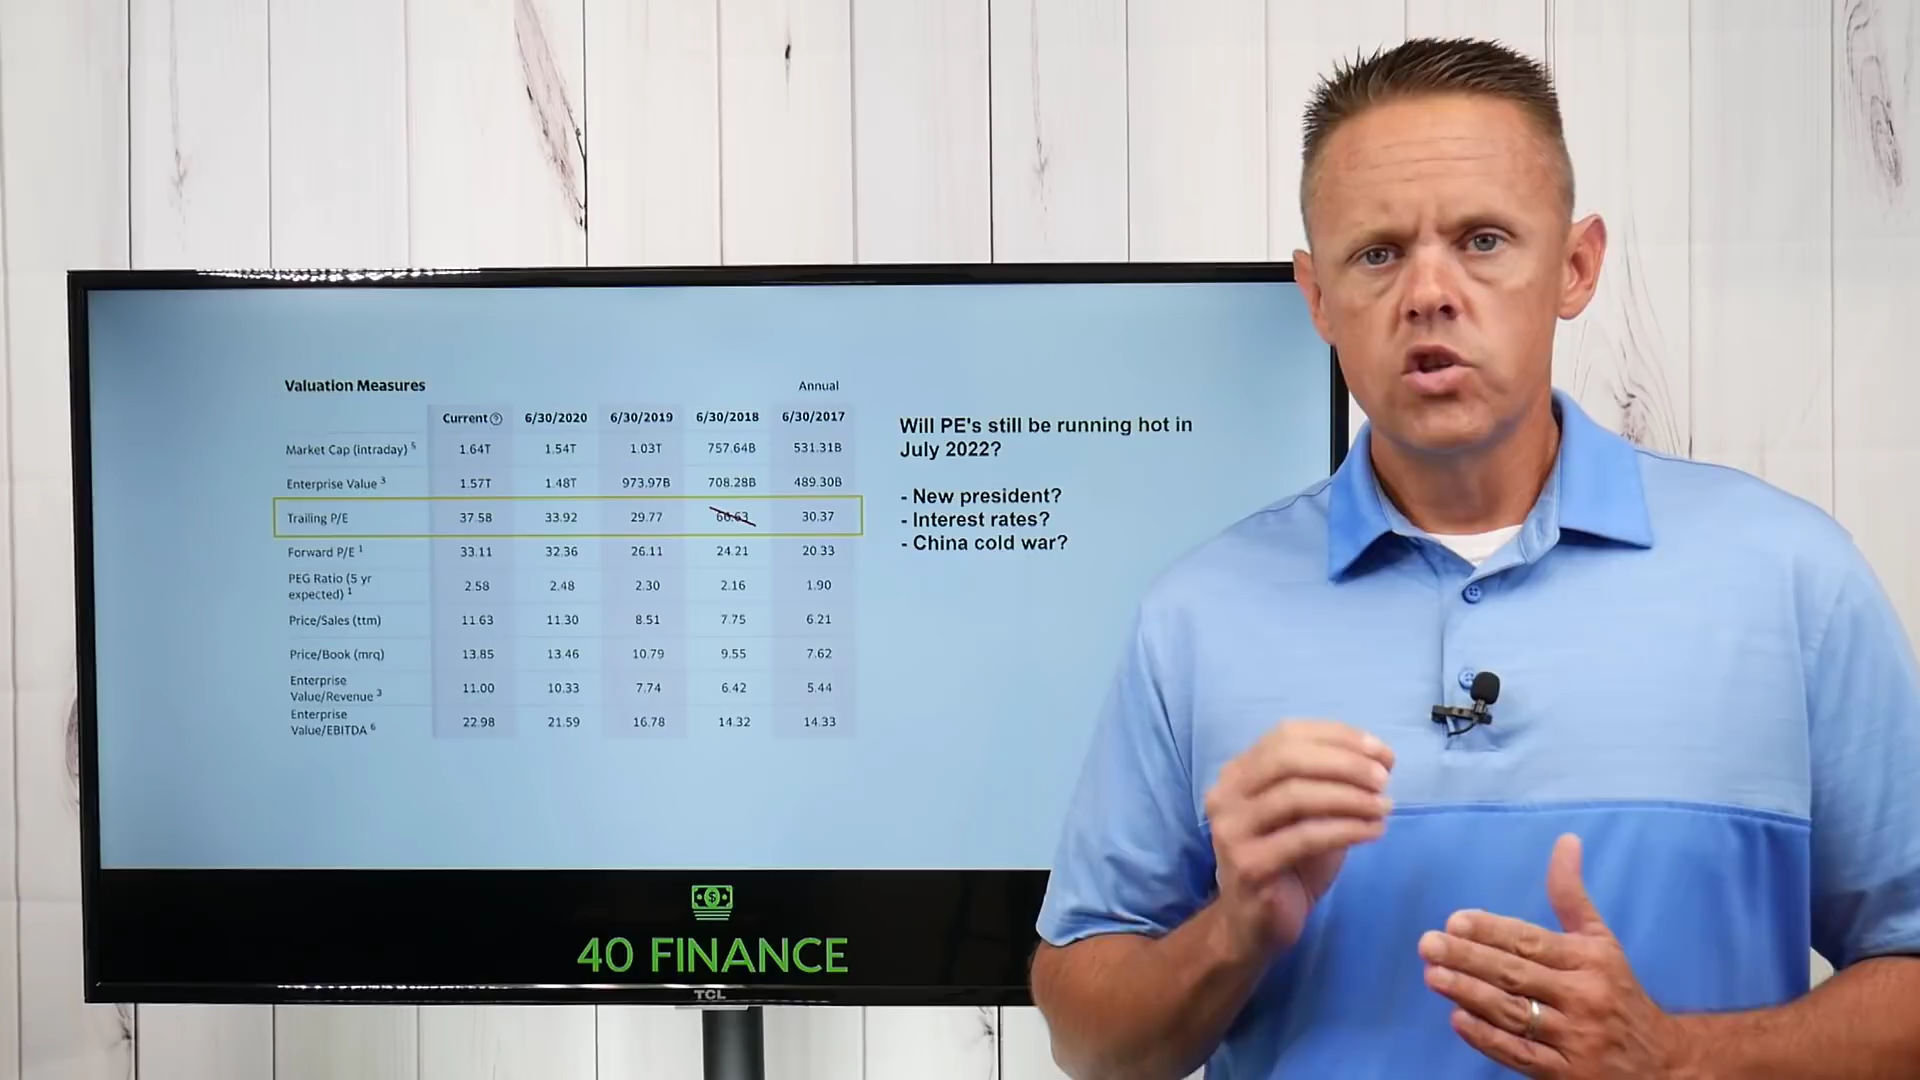 Valuation Measures Annual
Current ? 6/30/2020 6/30/2019 6/30/2018 6/30/2017
Market Cap (intraday) 5 1.64T 1.54T 1.03T 757.64B 531.31B
Enterprise Value 3 1.57T 1.48T 973.97B 708.28B 489.30B
Trailing P/E 37.58 33.92 29.77 60.63 30.37
Forward P/E 1 33.11 32.36 26.11 24.21 20.33
PEG Ratio (5 yr
expected) 1 2.58 2.48 2.30 2.16 1.90
Price/Sales (ttm) 11.63 11.30 8.51 7.75 6.21
Price/Book (mrq) 13.85 13.46 10.79 9.55 7.62
Enterprise
Value/Revenue 3 11.00 10.33 7.74 6.42 5.44
Enterprise
Value/EBITDA 6 22.98 21.59 16.78 14.32 14.33
Will PE's still be running hot in
July 2022?
- New president?
- Interest rates?
- China cold war?
40 FINANCE
TCL